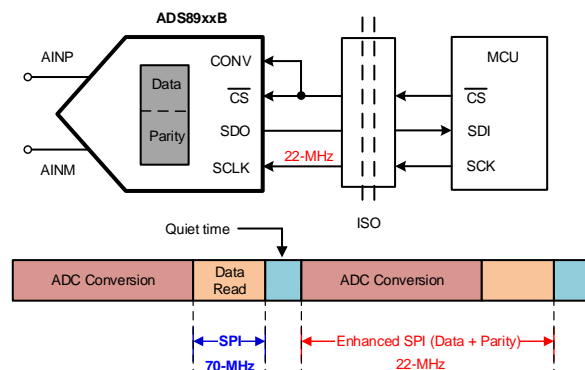 ADS89xxB
AINP
AINM
Data
Parity
CONV
CS
SDO
SCLK
22-MHz
ISO
MCU
CS
SDI
SCK
Quiet time
ADC Conversion
Data
Read
ADC Conversion
SPI
70-MHz
Enhanced SPI (Data + Parity)
22-MHz